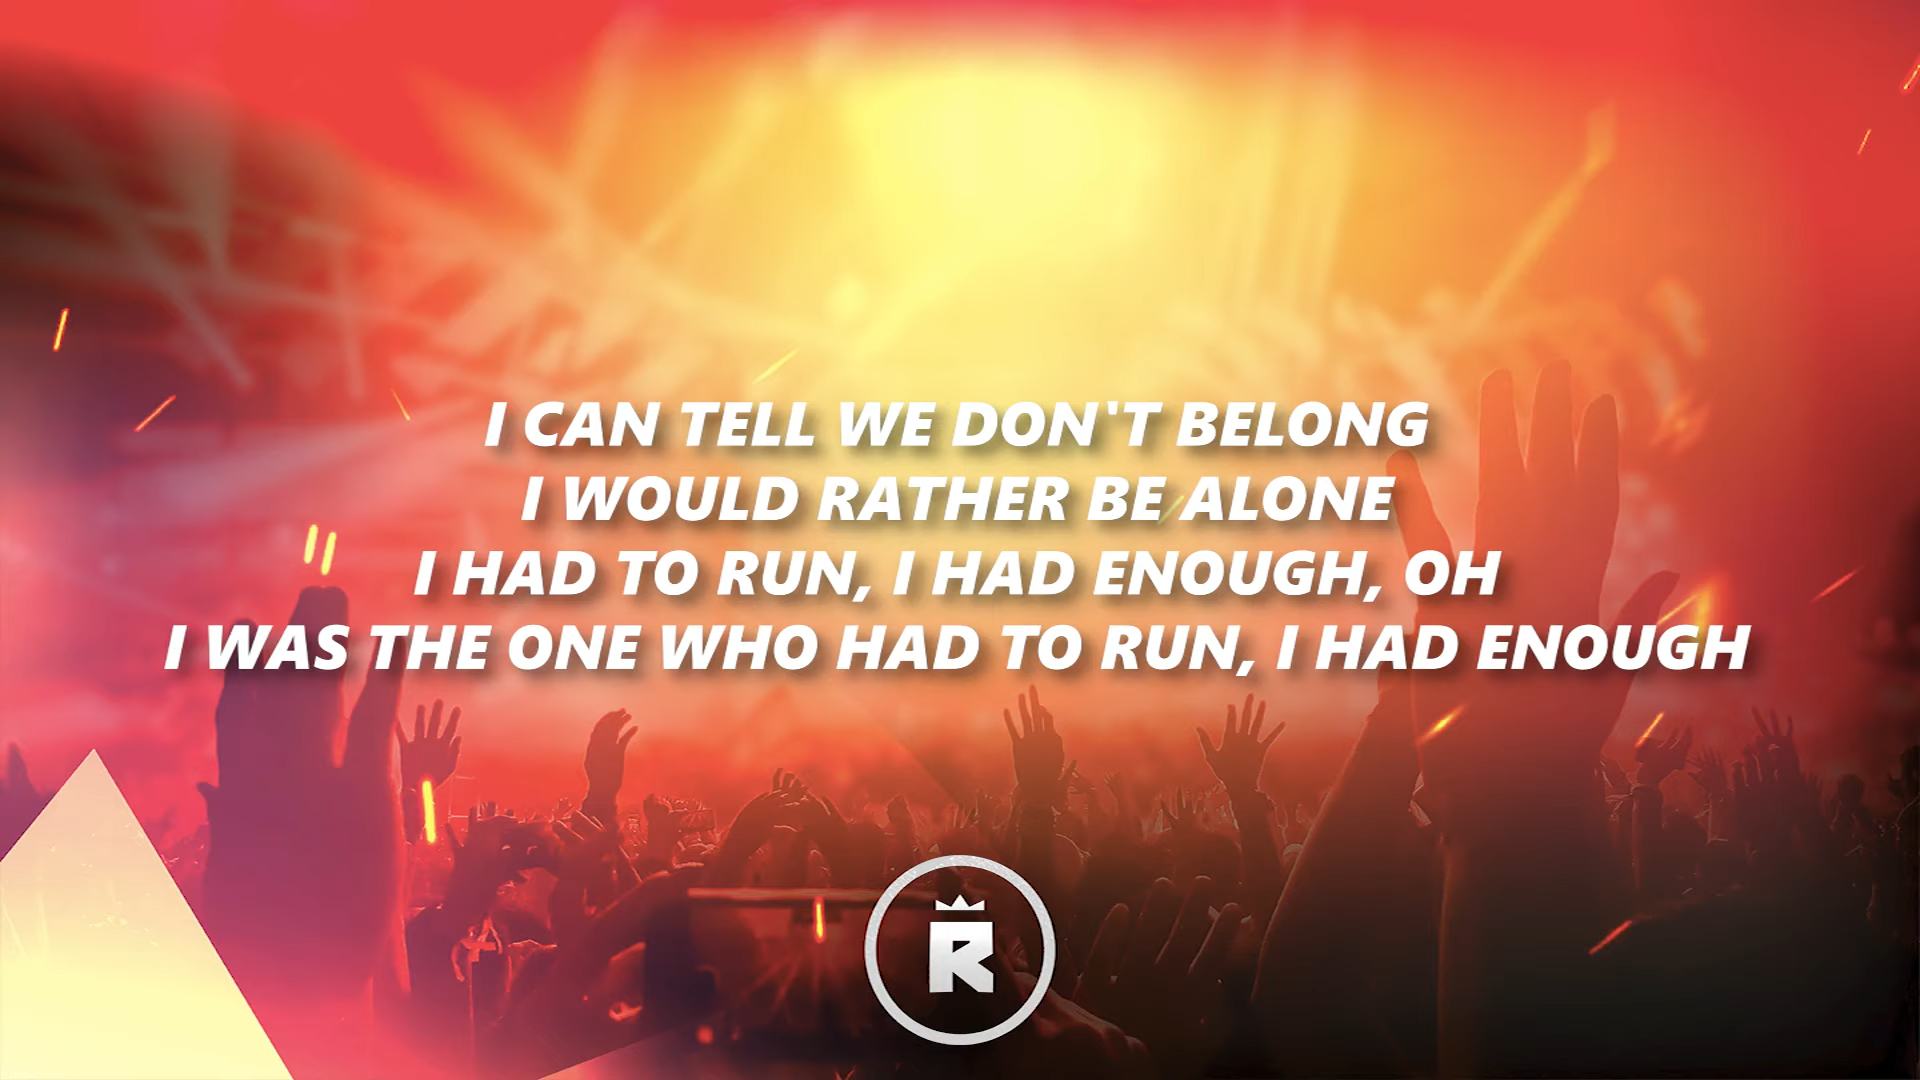 I CAN TELL WE DON'T BELONG
I WOULD RATHER BE ALONE
I HAD TO RUN, I HAD ENOUGH, OH
I WAS THE ONE WHO HAD TO RUN, I HAD ENOUGH
R